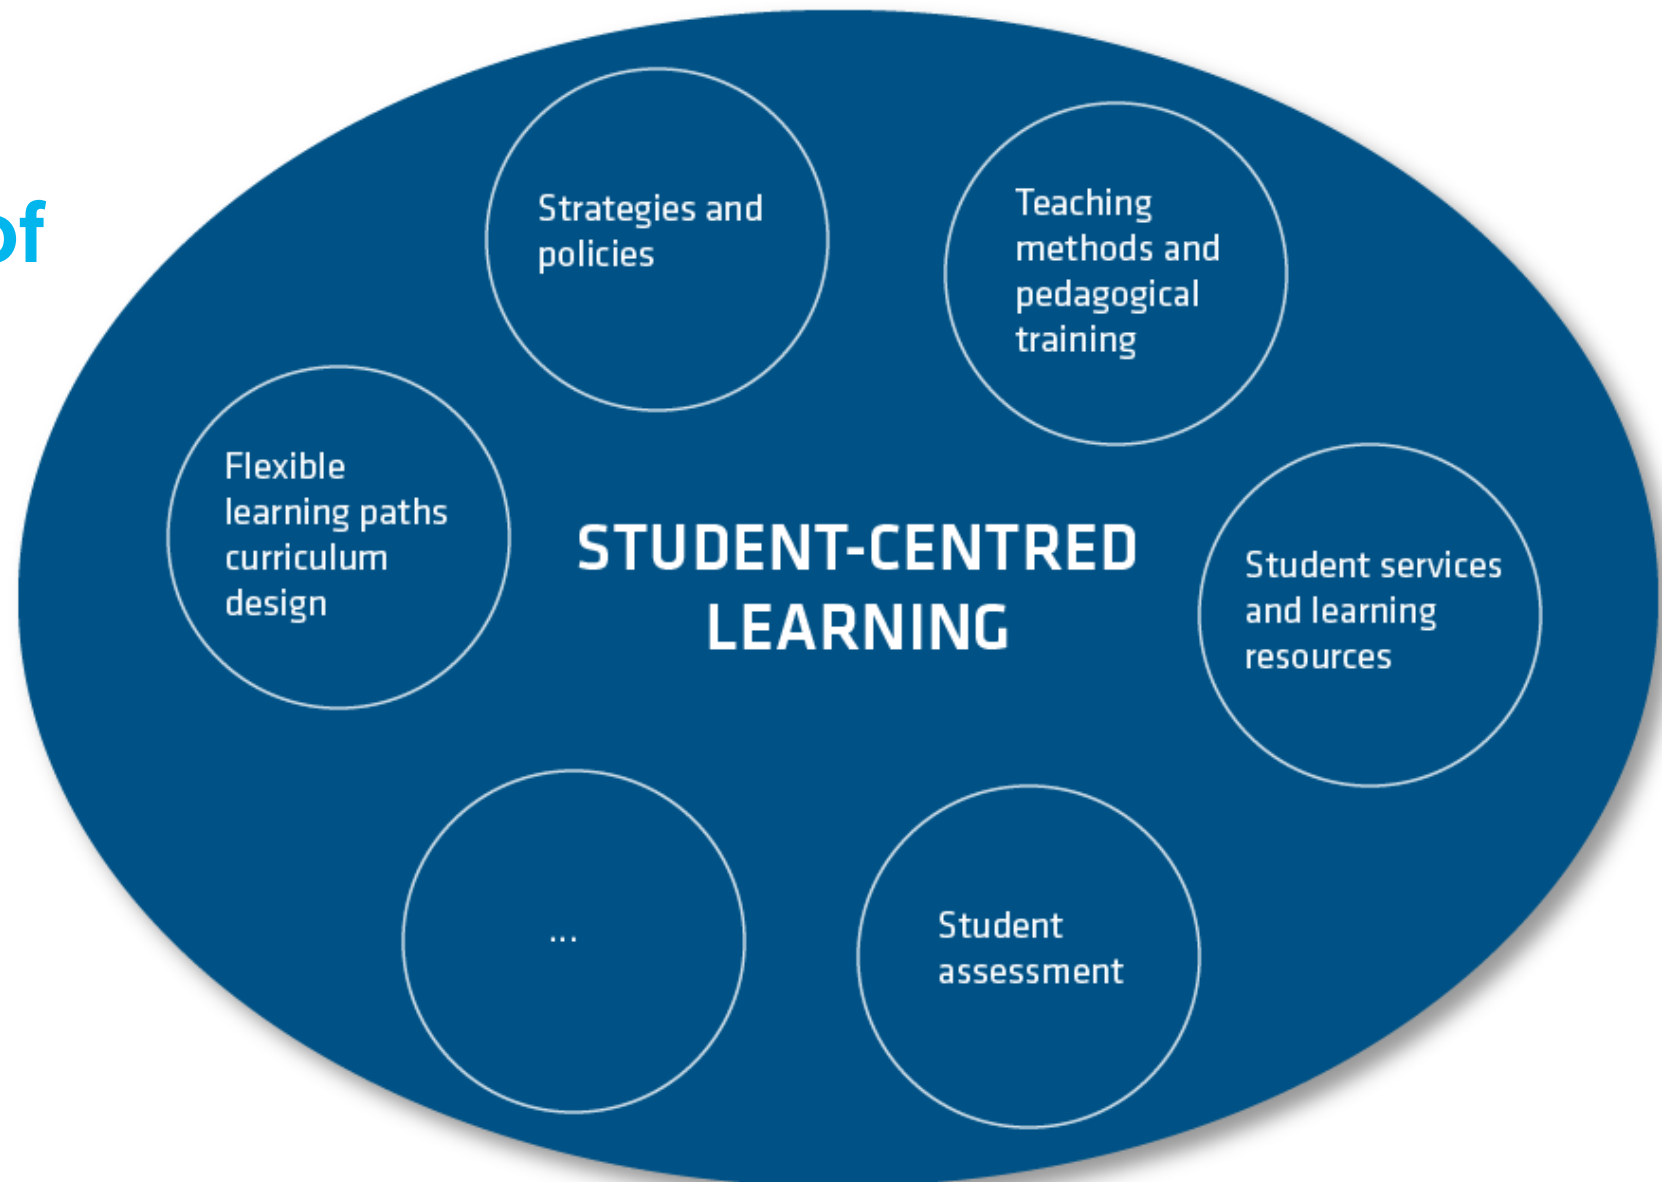 of
Strategies and
policies
Teaching
methods and
pedagogical
training
Flexible
learning paths
curriculum
design
STUDENT-CENTRED
LEARNING
Student services
and learning
resources
...
Student
assessment